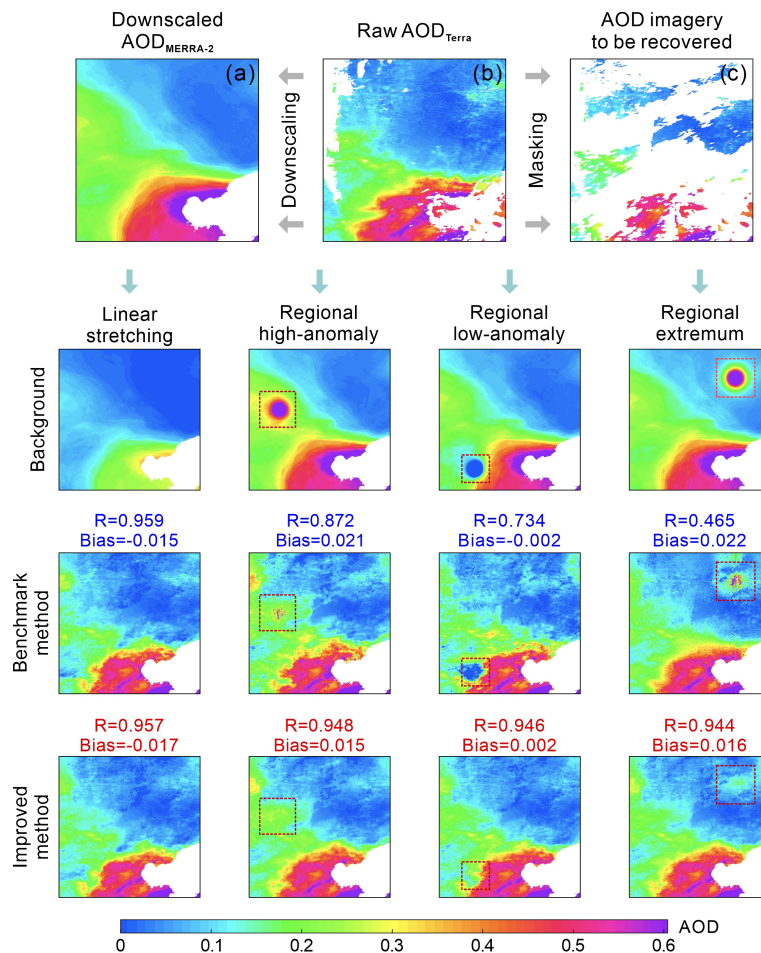 Downscaled
AOD_MERRA-2
Raw AOD_Terra
AOD imagery
to be recovered
(a)
(b)
(c)
Downscaling
Masking
Linear
stretching
Regional
high-anomaly
Regional
low-anomaly
Regional
extremum
Background
R=0.959
Bias=-0.015
R=0.872
Bias=0.021
R=0.734
Bias=-0.002
R=0.465
Bias=0.022
Benchmark
method
R=0.957
Bias=-0.017
R=0.948
Bias=0.015
R=0.946
Bias=0.002
R=0.944
Bias=0.016
Improved
method
AOD
0 0.1 0.2 0.3 0.4 0.5 0.6